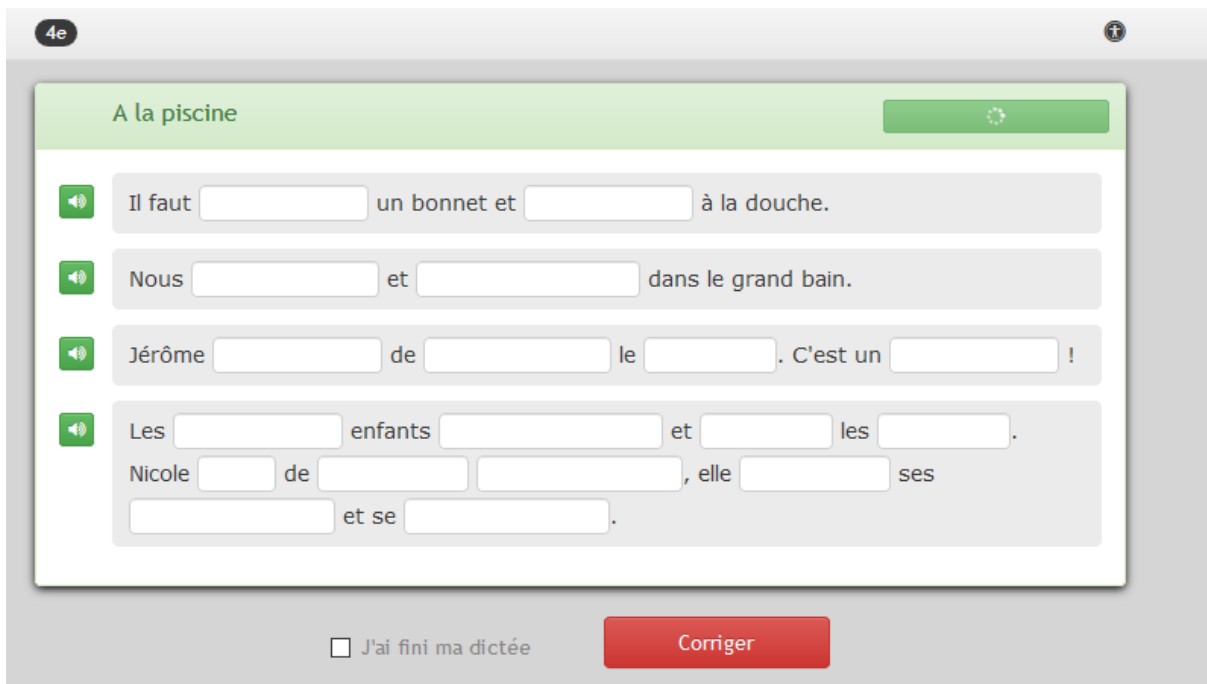 4e
A la piscine
Il faut un bonnet et à la douche.
Nous et dans le grand bain.
Jérôme de le . C'est un !
Les enfants et les .
Nicole de , elle ses
et se .
J'ai fini ma dictée
Corriger